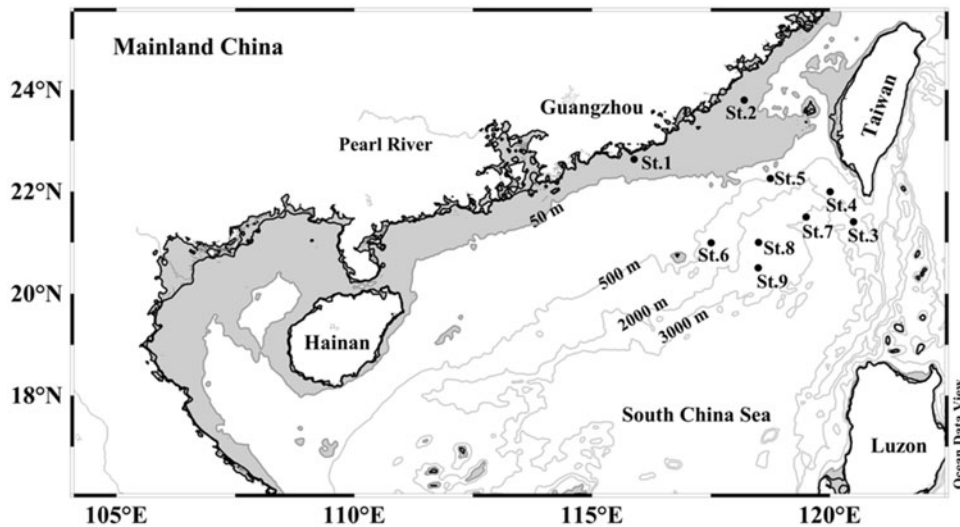 Mainland China
24°N
22°N
20°N
18°N
Guangzhou
Pearl River
Taiwan
St.2
St.1
St.5
St.4
St.7
St.3
St.6
St.8
St.9
50 m
500 m
2000 m
3000 m
Hainan
South China Sea
Luzon
Ocean Data View
105°E
110°E
115°E
120°E